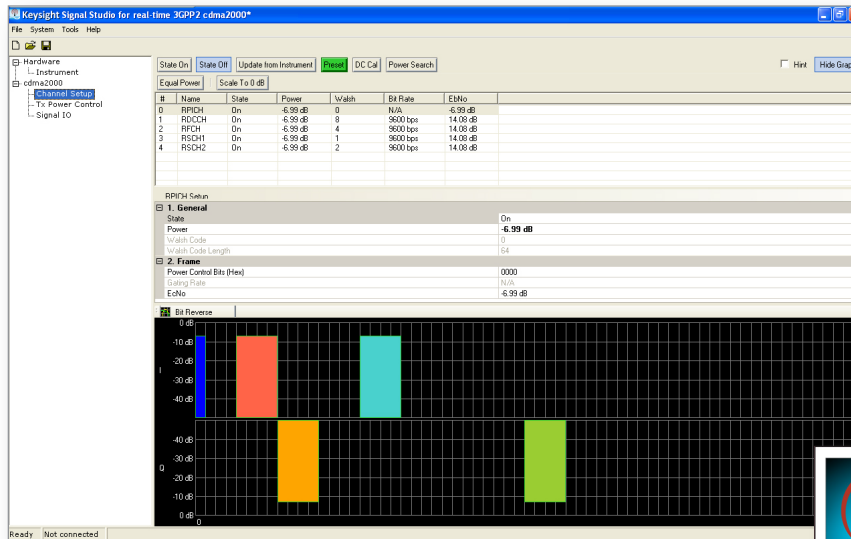 Keysight Signal Studio for real-time 3GPP2 cdma2000*
File System Tools Help
Hardware
Instrument
cdma2000
Channel Setup
Tx Power Control
Signal IO
State On State Off Update from Instrument Preset DC Cal Power Search Hint
Equal Power Scale To 0 dB
# Name State Power Walsh Bit Rate EbNo
0 RPICH On -6.99 dB 0 N/A -6.99 dB
1 RDCCH On -6.99 dB 8 9600 bps 14.08 dB
2 RFCH On -6.99 dB 4 9600 bps 14.08 dB
3 RSCH1 On -6.99 dB 1 9600 bps 14.08 dB
4 RSCH2 On -6.99 dB 2 9600 bps 14.08 dB
RPICH Setup
1. General
State On
Power -6.99 dB
Walsh Code 0
Walsh Code Length 64
2. Frame
Power Control Bits (Hex) 0000
Gating Rate N/A
EcNo -6.99 dB
Bit Reverse
0 dB
-10 dB
-20 dB
I
-30 dB
-40 dB
-40 dB
-30 dB
Q
-20 dB
-10 dB
0 dB
0
Ready Not connected